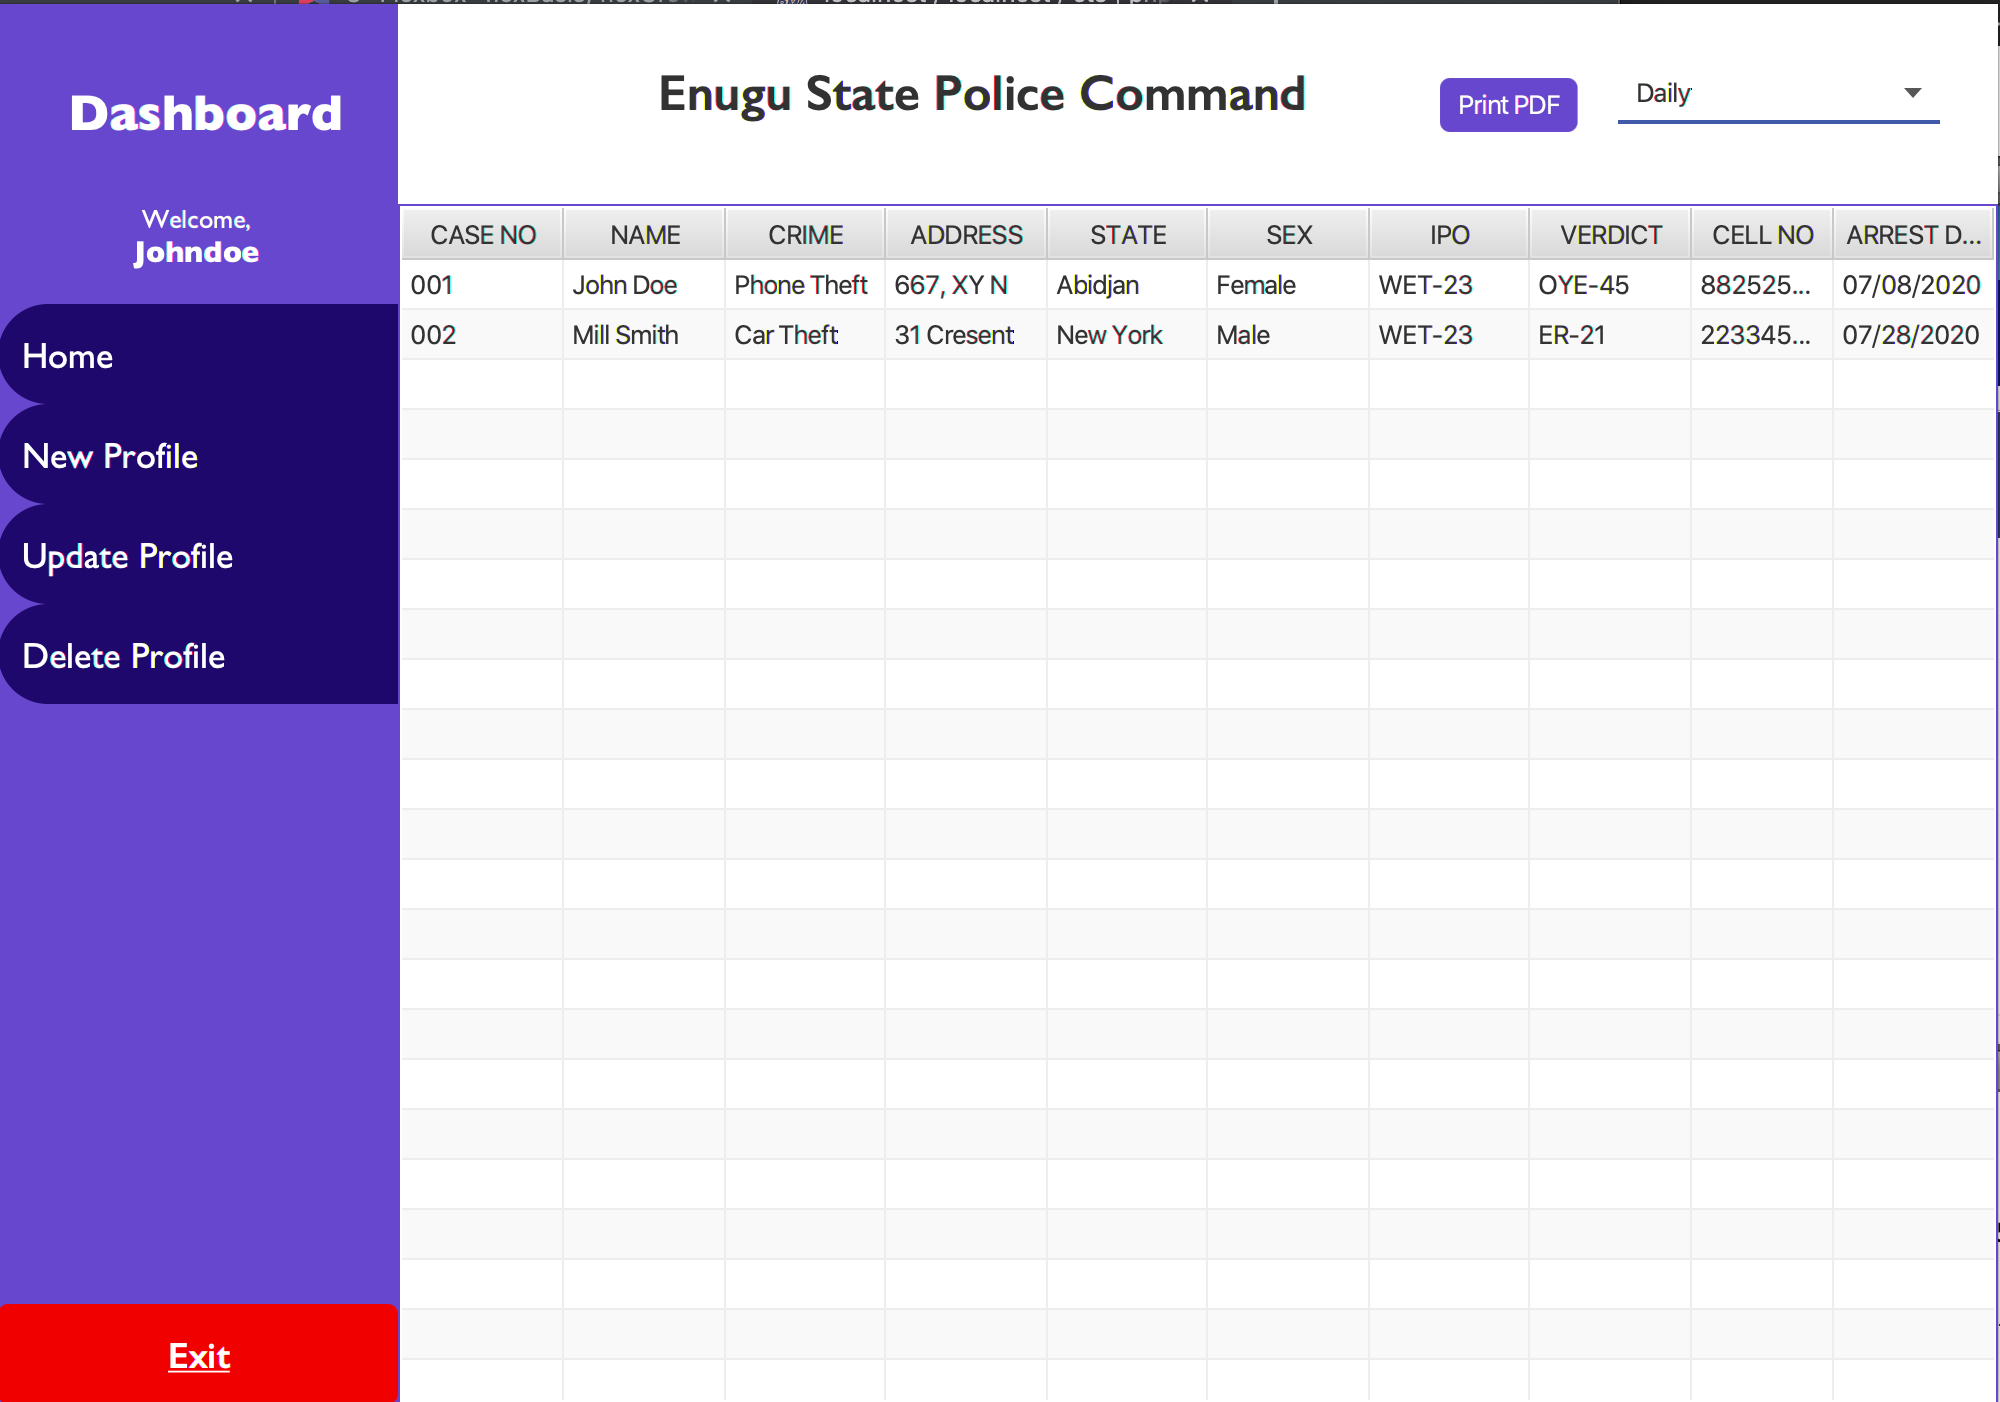 Dashboard
Welcome,
Johndoe
Home
New Profile
Update Profile
Delete Profile
Exit
Enugu State Police Command
Print PDF
Daily
CASE NO NAME CRIME ADDRESS STATE SEX IPO VERDICT CELL NO ARREST D...
001 John Doe Phone Theft 667, XY N Abidjan Female WET-23 OYE-45 882525... 07/08/2020
002 Mill Smith Car Theft 31 Cresent New York Male WET-23 ER-21 223345... 07/28/2020